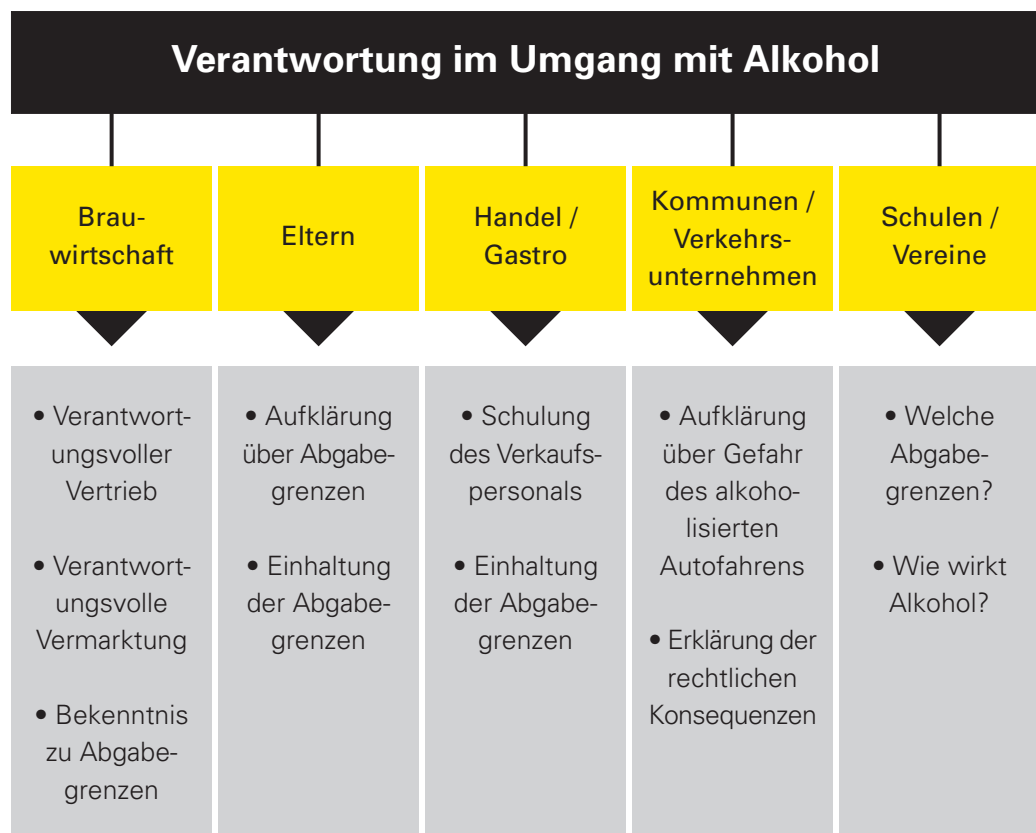 Verantwortung im Umgang mit Alkohol
Brau-
wirtschaft
Eltern
Handel /
Gastro
Kommunen /
Verkehrs-
unternehmen
Schulen /
Vereine
• Verantwort-
ungsvoller
Vertrieb
• Verantwort-
ungsvolle
Vermarktung
• Bekenntnis
zu Abgabe-
grenzen
• Aufklärung
über Abgabe-
grenzen
• Einhaltung
der Abgabe-
grenzen
• Schulung
des Verkaufs-
personals
• Einhaltung
der Abgabe-
grenzen
• Aufklärung
über Gefahr
des alkoho-
lisierten
Autofahrens
• Erklärung der
rechtlichen
Konsequenzen
• Welche
Abgabe-
grenzen?
• Wie wirkt
Alkohol?